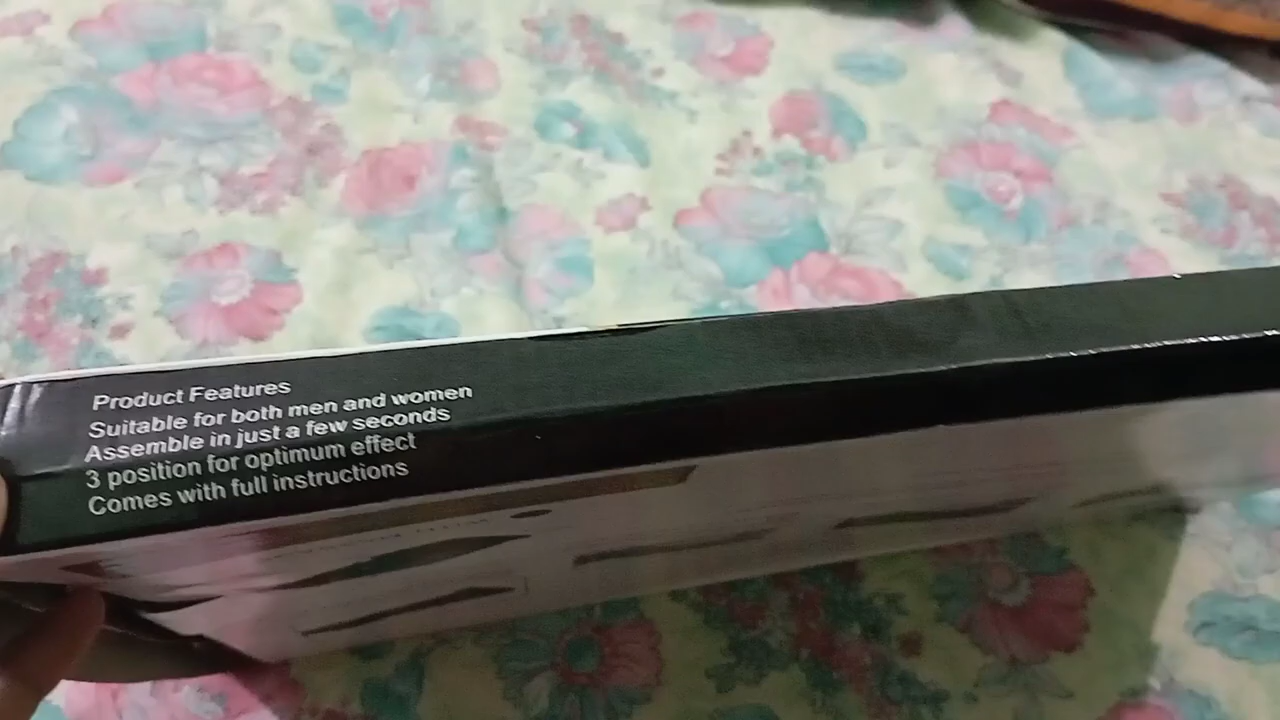 Product Features
Suitable for both men and women
Assemble in just a few seconds
3 position for optimum effect
Comes with full instructions